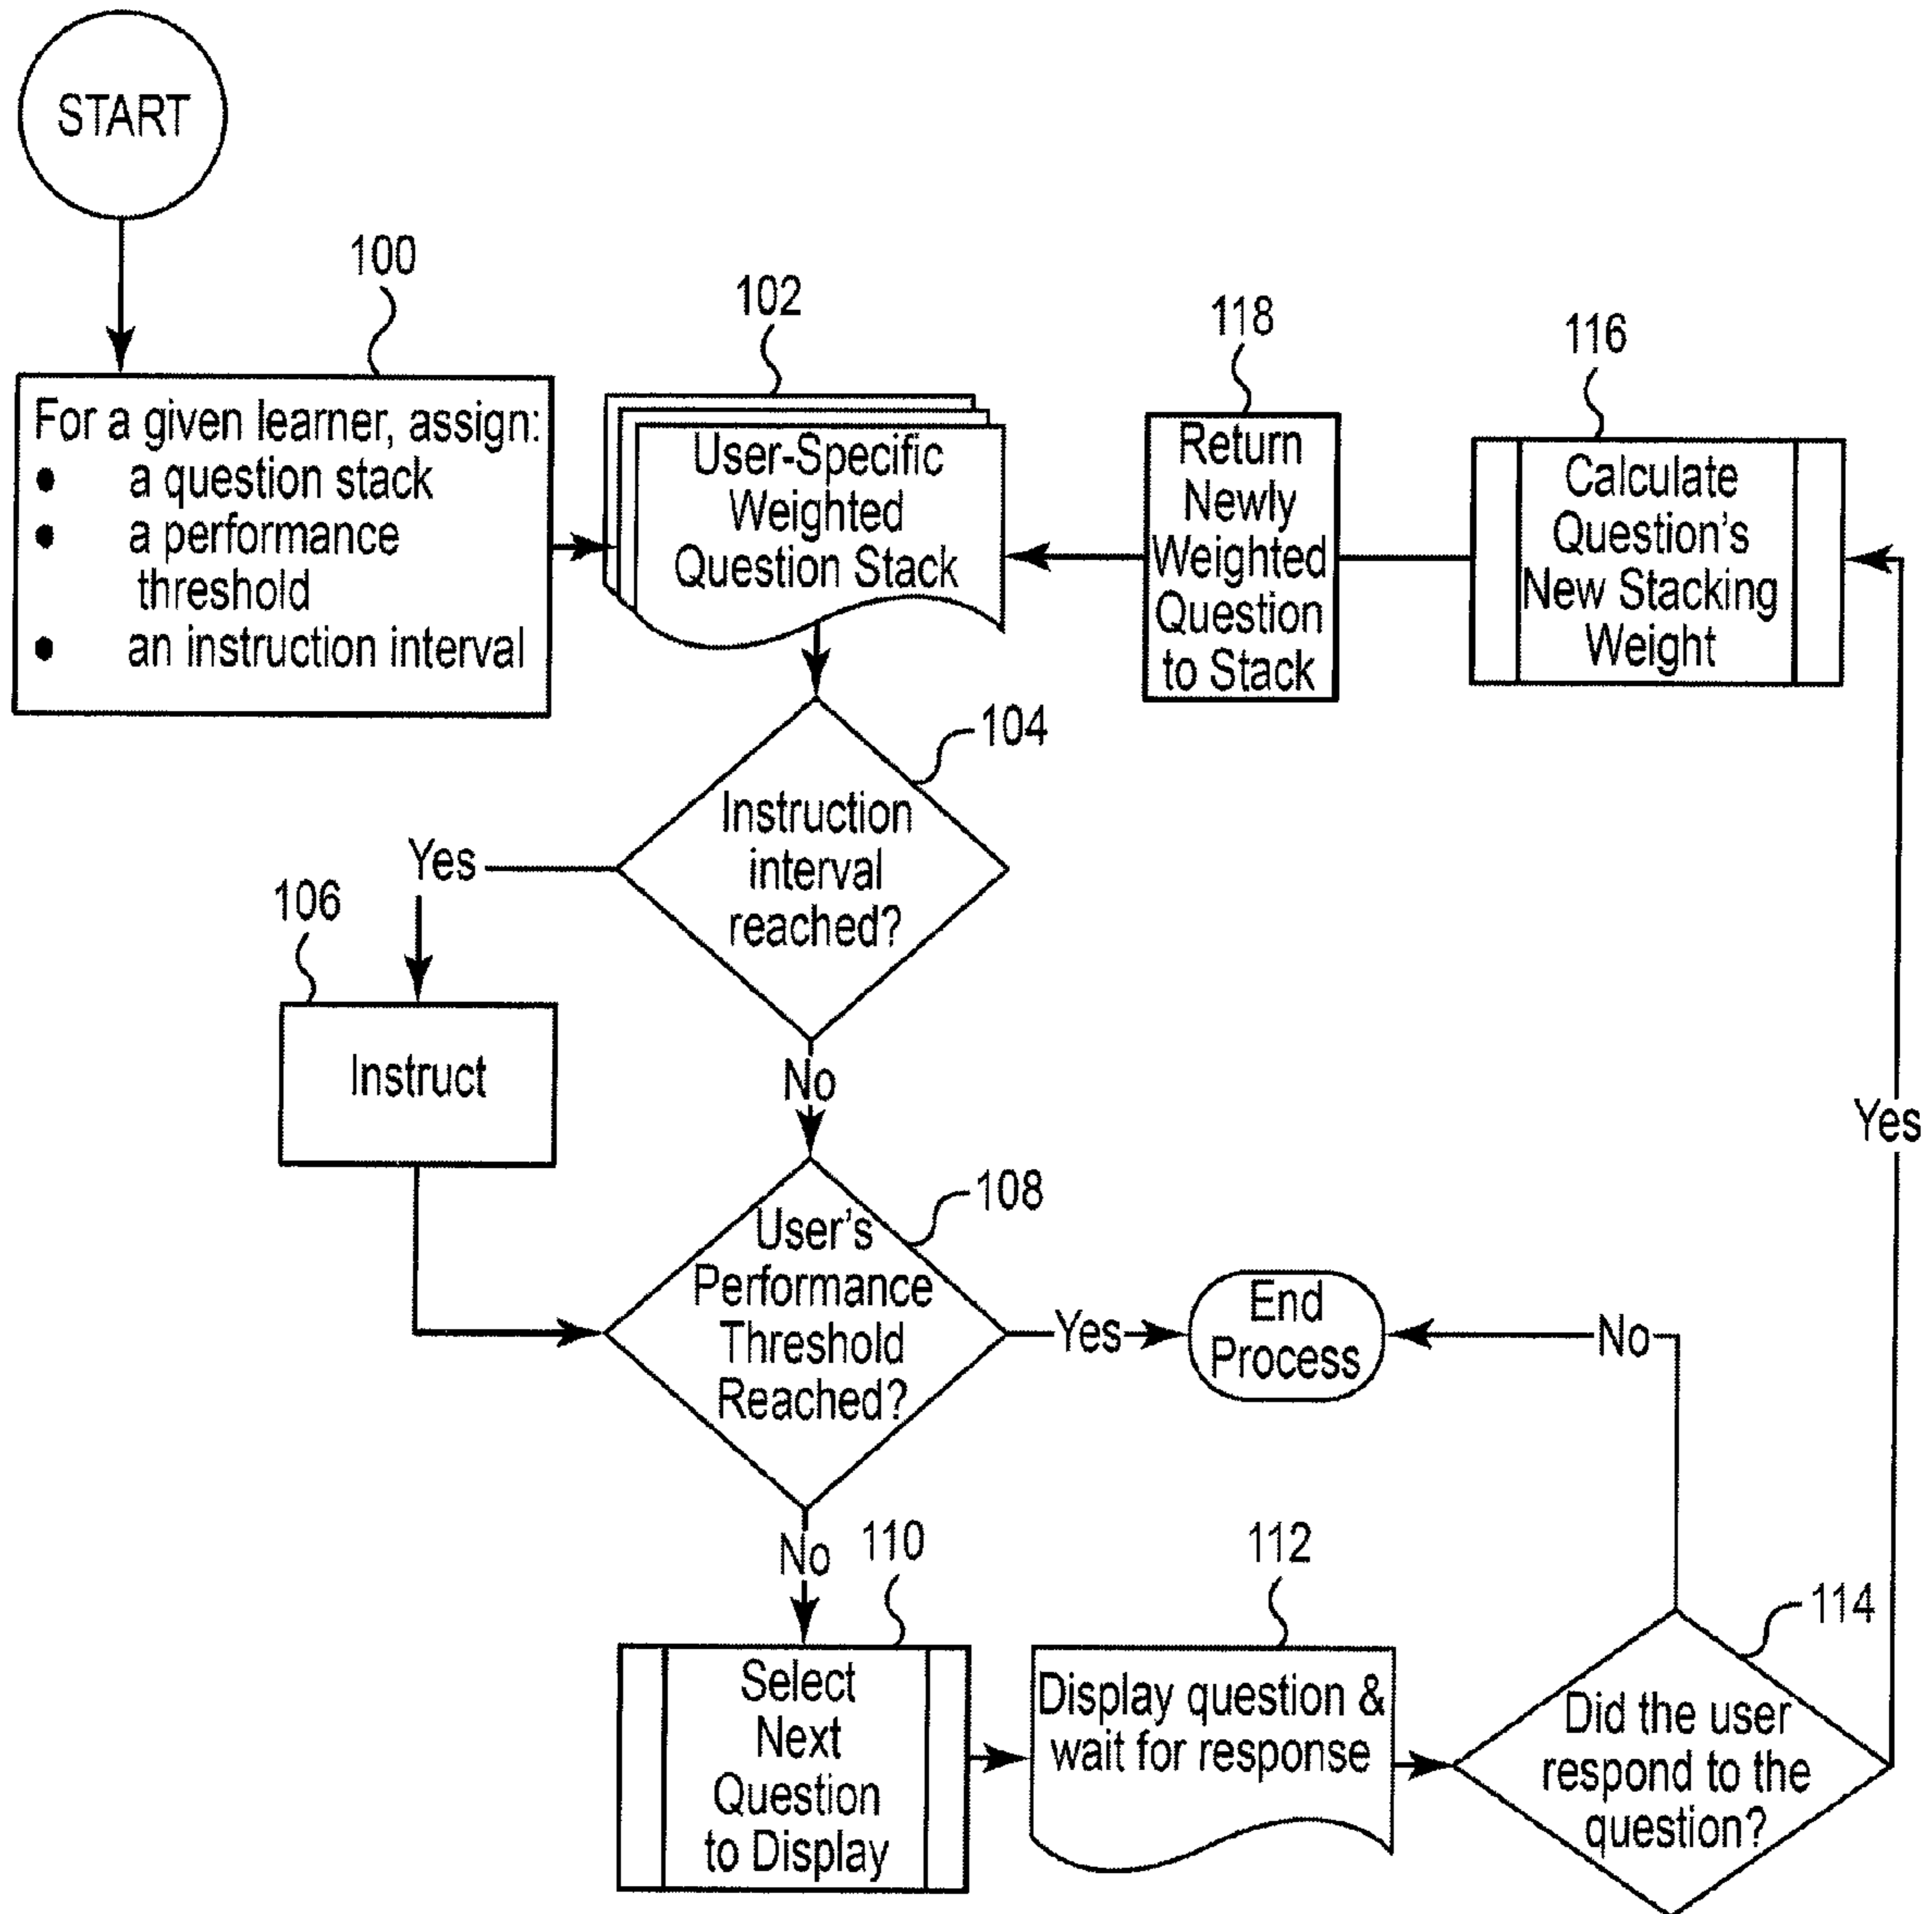 START
100
For a given learner, assign:
• a question stack
• a performance
threshold
• an instruction interval
102
User-Specific
Weighted
Question Stack
118
Return
Newly
Weighted
Question
to Stack
116
Calculate
Question's
New Stacking
Weight
104
Instruction
interval
reached?
Yes
106
Instruct
No
108
User's
Performance
Threshold
Reached?
Yes
End
Process
No
Yes
No
110
Select
Next
Question
to Display
112
Display question &
wait for response
114
Did the user
respond to the
question?